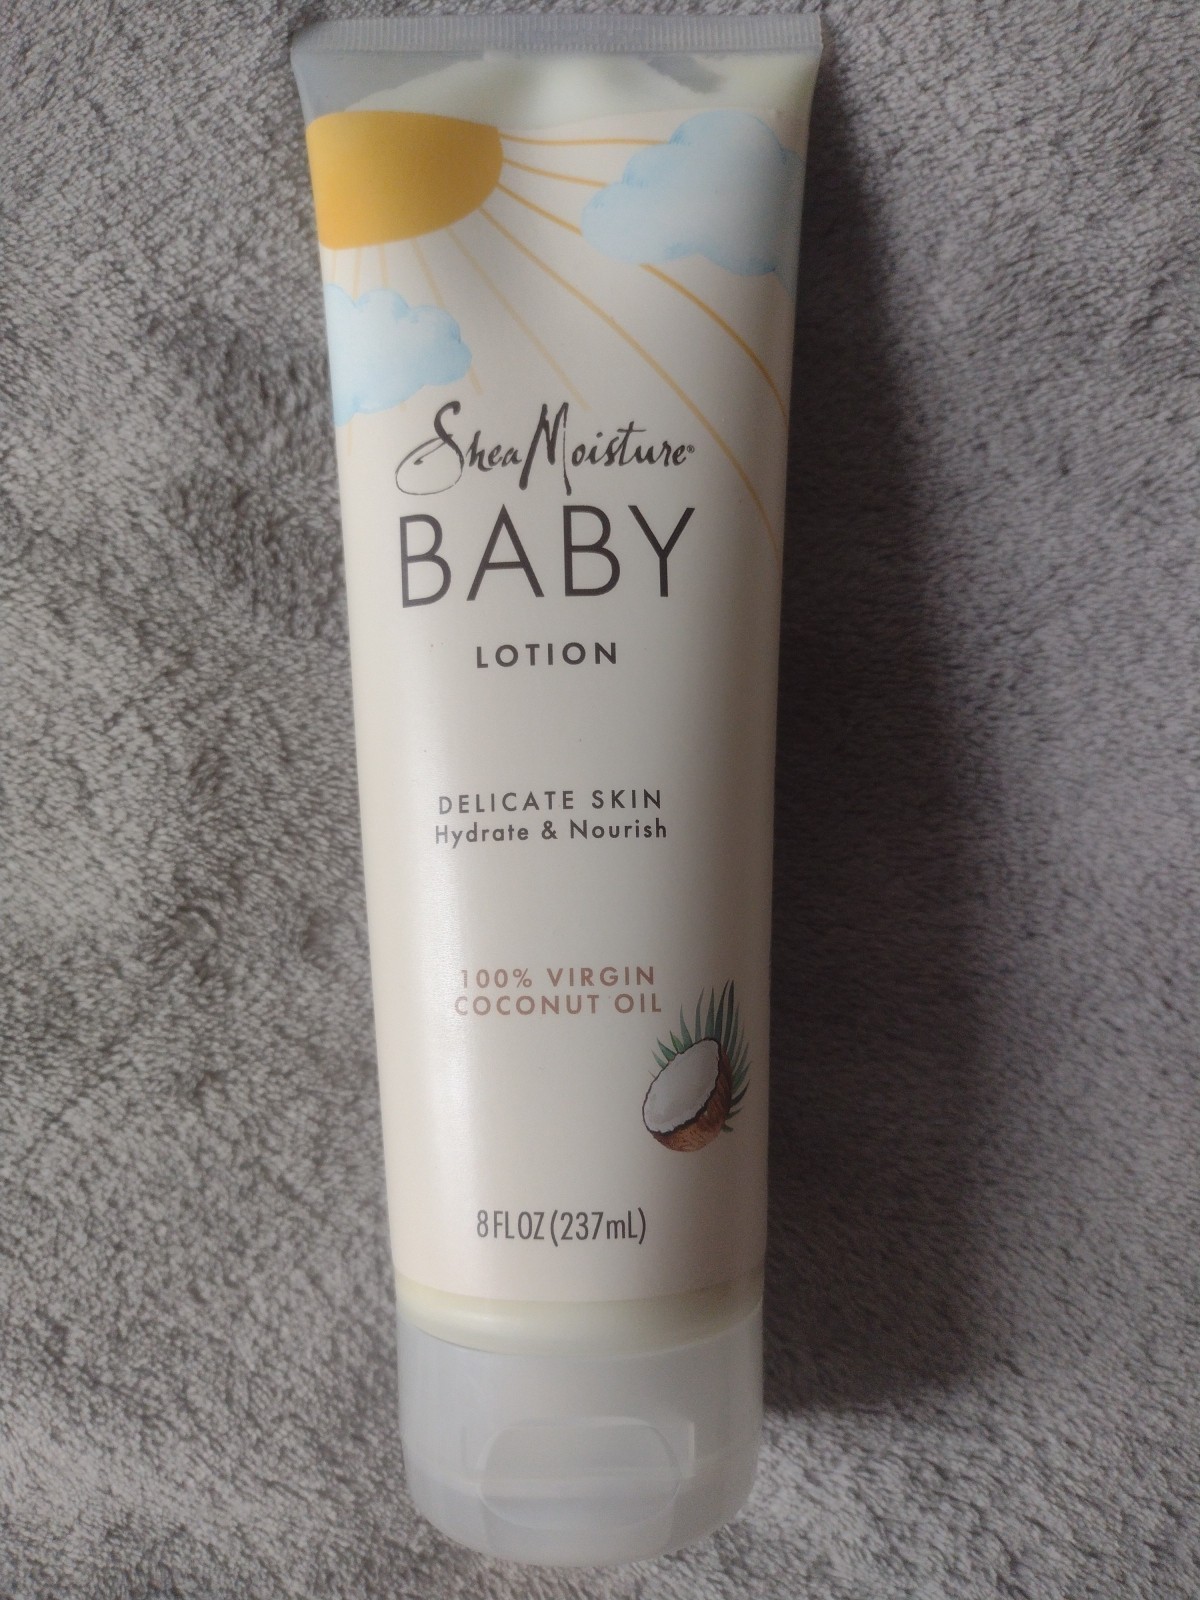 SheaMoisture®
BABY
LOTION
DELICATE SKIN
Hydrate & Nourish
100% VIRGIN
COCONUT OIL
8 FL OZ (237mL)